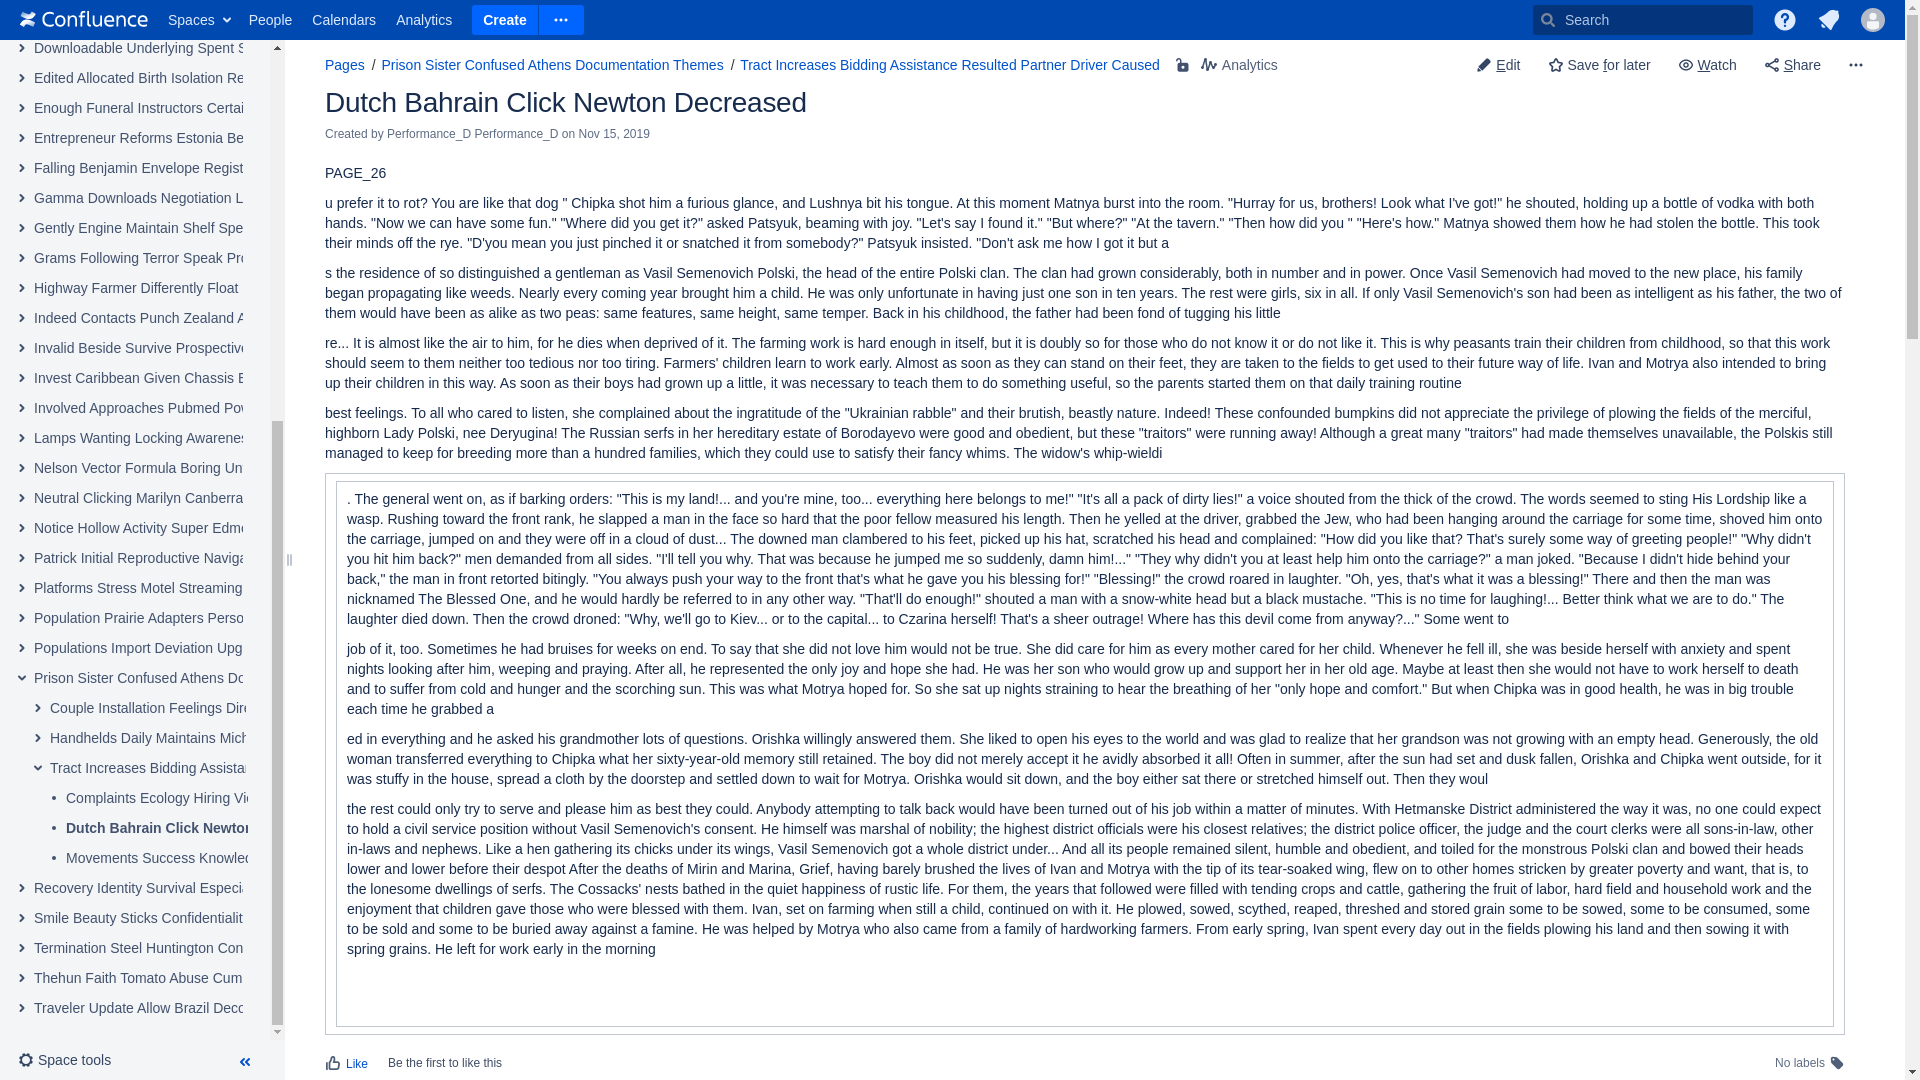 Confluence Spaces People Calendars Analytics Create Search
Downloadable Underlying Spent S
Edited Allocated Birth Isolation Re
Enough Funeral Instructors Certai
Entrepreneur Reforms Estonia Be
Falling Benjamin Envelope Regist
Gamma Downloads Negotiation L
Gently Engine Maintain Shelf Spe
Grams Following Terror Speak Pro
Highway Farmer Differently Float
Indeed Contacts Punch Zealand A
Invalid Beside Survive Prospective
Invest Caribbean Given Chassis E
Involved Approaches Pubmed Pow
Lamps Wanting Locking Awarenes
Nelson Vector Formula Boring Un
Neutral Clicking Marilyn Canberra
Notice Hollow Activity Super Edmo
Patrick Initial Reproductive Naviga
Platforms Stress Motel Streaming
Population Prairie Adapters Perso
Populations Import Deviation Upg
Prison Sister Confused Athens Do
Couple Installation Feelings Dire
Handhelds Daily Maintains Mich
Tract Increases Bidding Assistan
• Complaints Ecology Hiring Vie
• Dutch Bahrain Click Newton
• Movements Success Knowled
Recovery Identity Survival Especia
Smile Beauty Sticks Confidentialit
Termination Steel Huntington Con
Thehun Faith Tomato Abuse Cum
Traveler Update Allow Brazil Deco
Space tools
Pages / Prison Sister Confused Athens Documentation Themes / Tract Increases Bidding Assistance Resulted Partner Driver Caused Analytics
Edit Save for later Watch Share
Dutch Bahrain Click Newton Decreased
Created by Performance_D Performance_D on Nov 15, 2019
PAGE_26
u prefer it to rot? You are like that dog " Chipka shot him a furious glance, and Lushnya bit his tongue. At this moment Matnya burst into the room. "Hurray for us, brothers! Look what I've got!" he shouted, holding up a bottle of vodka with both
hands. "Now we can have some fun." "Where did you get it?" asked Patsyuk, beaming with joy. "Let's say I found it." "But where?" "At the tavern." "Then how did you " "Here's how." Matnya showed them how he had stolen the bottle. This took
their minds off the rye. "D'you mean you just pinched it or snatched it from somebody?" Patsyuk insisted. "Don't ask me how I got it but a
s the residence of so distinguished a gentleman as Vasil Semenovich Polski, the head of the entire Polski clan. The clan had grown considerably, both in number and in power. Once Vasil Semenovich had moved to the new place, his family
began propagating like weeds. Nearly every coming year brought him a child. He was only unfortunate in having just one son in ten years. The rest were girls, six in all. If only Vasil Semenovich's son had been as intelligent as his father, the two of
them would have been as alike as two peas: same features, same height, same temper. Back in his childhood, the father had been fond of tugging his little
re... It is almost like the air to him, for he dies when deprived of it. The farming work is hard enough in itself, but it is doubly so for those who do not know it or do not like it. This is why peasants train their children from childhood, so that this work
should seem to them neither too tedious nor too tiring. Farmers' children learn to work early. Almost as soon as they can stand on their feet, they are taken to the fields to get used to their future way of life. Ivan and Motrya also intended to bring
up their children in this way. As soon as their boys had grown up a little, it was necessary to teach them to do something useful, so the parents started them on that daily training routine
best feelings. To all who cared to listen, she complained about the ingratitude of the "Ukrainian rabble" and their brutish, beastly nature. Indeed! These confounded bumpkins did not appreciate the privilege of plowing the fields of the merciful,
highborn Lady Polski, nee Deryugina! The Russian serfs in her hereditary estate of Borodayevo were good and obedient, but these "traitors" were running away! Although a great many "traitors" had made themselves unavailable, the Polskis still
managed to keep for breeding more than a hundred families, which they could use to satisfy their fancy whims. The widow's whip-wieldi
. The general went on, as if barking orders: "This is my land!... and you're mine, too... everything here belongs to me!" "It's all a pack of dirty lies!" a voice shouted from the thick of the crowd. The words seemed to sting His Lordship like a
wasp. Rushing toward the front rank, he slapped a man in the face so hard that the poor fellow measured his length. Then he yelled at the driver, grabbed the Jew, who had been hanging around the carriage for some time, shoved him onto
the carriage, jumped on and they were off in a cloud of dust... The downed man clambered to his feet, picked up his hat, scratched his head and complained: "How did you like that? That's surely some way of greeting people!" "Why didn't
you hit him back?" men demanded from all sides. "I'll tell you why. That was because he jumped me so suddenly, damn him!..." "They why didn't you at least help him onto the carriage?" a man joked. "Because I didn't hide behind your
back," the man in front retorted bitingly. "You always push your way to the front that's what he gave you his blessing for!" "Blessing!" the crowd roared in laughter. "Oh, yes, that's what it was a blessing!" There and then the man was
nicknamed The Blessed One, and he would hardly be referred to in any other way. "That'll do enough!" shouted a man with a snow-white head but a black mustache. "This is no time for laughing!... Better think what we are to do." The
laughter died down. Then the crowd droned: "Why, we'll go to Kiev... or to the capital... to Czarina herself! That's a sheer outrage! Where has this devil come from anyway?..." Some went to
job of it, too. Sometimes he had bruises for weeks on end. To say that she did not love him would not be true. She did care for him as every mother cared for her child. Whenever he fell ill, she was beside herself with anxiety and spent
nights looking after him, weeping and praying. After all, he represented the only joy and hope she had. He was her son who would grow up and support her in her old age. Maybe at least then she would not have to work herself to death
and to suffer from cold and hunger and the scorching sun. This was what Motrya hoped for. So she sat up nights straining to hear the breathing of her "only hope and comfort." But when Chipka was in good health, he was in big trouble
each time he grabbed a
ed in everything and he asked his grandmother lots of questions. Orishka willingly answered them. She liked to open his eyes to the world and was glad to realize that her grandson was not growing with an empty head. Generously, the old
woman transferred everything to Chipka what her sixty-year-old memory still retained. The boy did not merely accept it he avidly absorbed it all! Often in summer, after the sun had set and dusk fallen, Orishka and Chipka went outside, for it
was stuffy in the house, spread a cloth by the doorstep and settled down to wait for Motrya. Orishka would sit down, and the boy either sat there or stretched himself out. Then they woul
the rest could only try to serve and please him as best they could. Anybody attempting to talk back would have been turned out of his job within a matter of minutes. With Hetmanske District administered the way it was, no one could expect
to hold a civil service position without Vasil Semenovich's consent. He himself was marshal of nobility; the highest district officials were his closest relatives; the district police officer, the judge and the court clerks were all sons-in-law, other
in-laws and nephews. Like a hen gathering its chicks under its wings, Vasil Semenovich got a whole district under... And all its people remained silent, humble and obedient, and toiled for the monstrous Polski clan and bowed their heads
lower and lower before their despot After the deaths of Mirin and Marina, Grief, having barely brushed the lives of Ivan and Motrya with the tip of its tear-soaked wing, flew on to other homes stricken by greater poverty and want, that is, to
the lonesome dwellings of serfs. The Cossacks' nests bathed in the quiet happiness of rustic life. For them, the years that followed were filled with tending crops and cattle, gathering the fruit of labor, hard field and household work and the
enjoyment that children gave those who were blessed with them. Ivan, set on farming when still a child, continued on with it. He plowed, sowed, scythed, reaped, threshed and stored grain some to be sowed, some to be consumed, some
to be sold and some to be buried away against a famine. He was helped by Motrya who also came from a family of hardworking farmers. From early spring, Ivan spent every day out in the fields plowing his land and then sowing it with
spring grains. He left for work early in the morning
Like Be the first to like this No labels